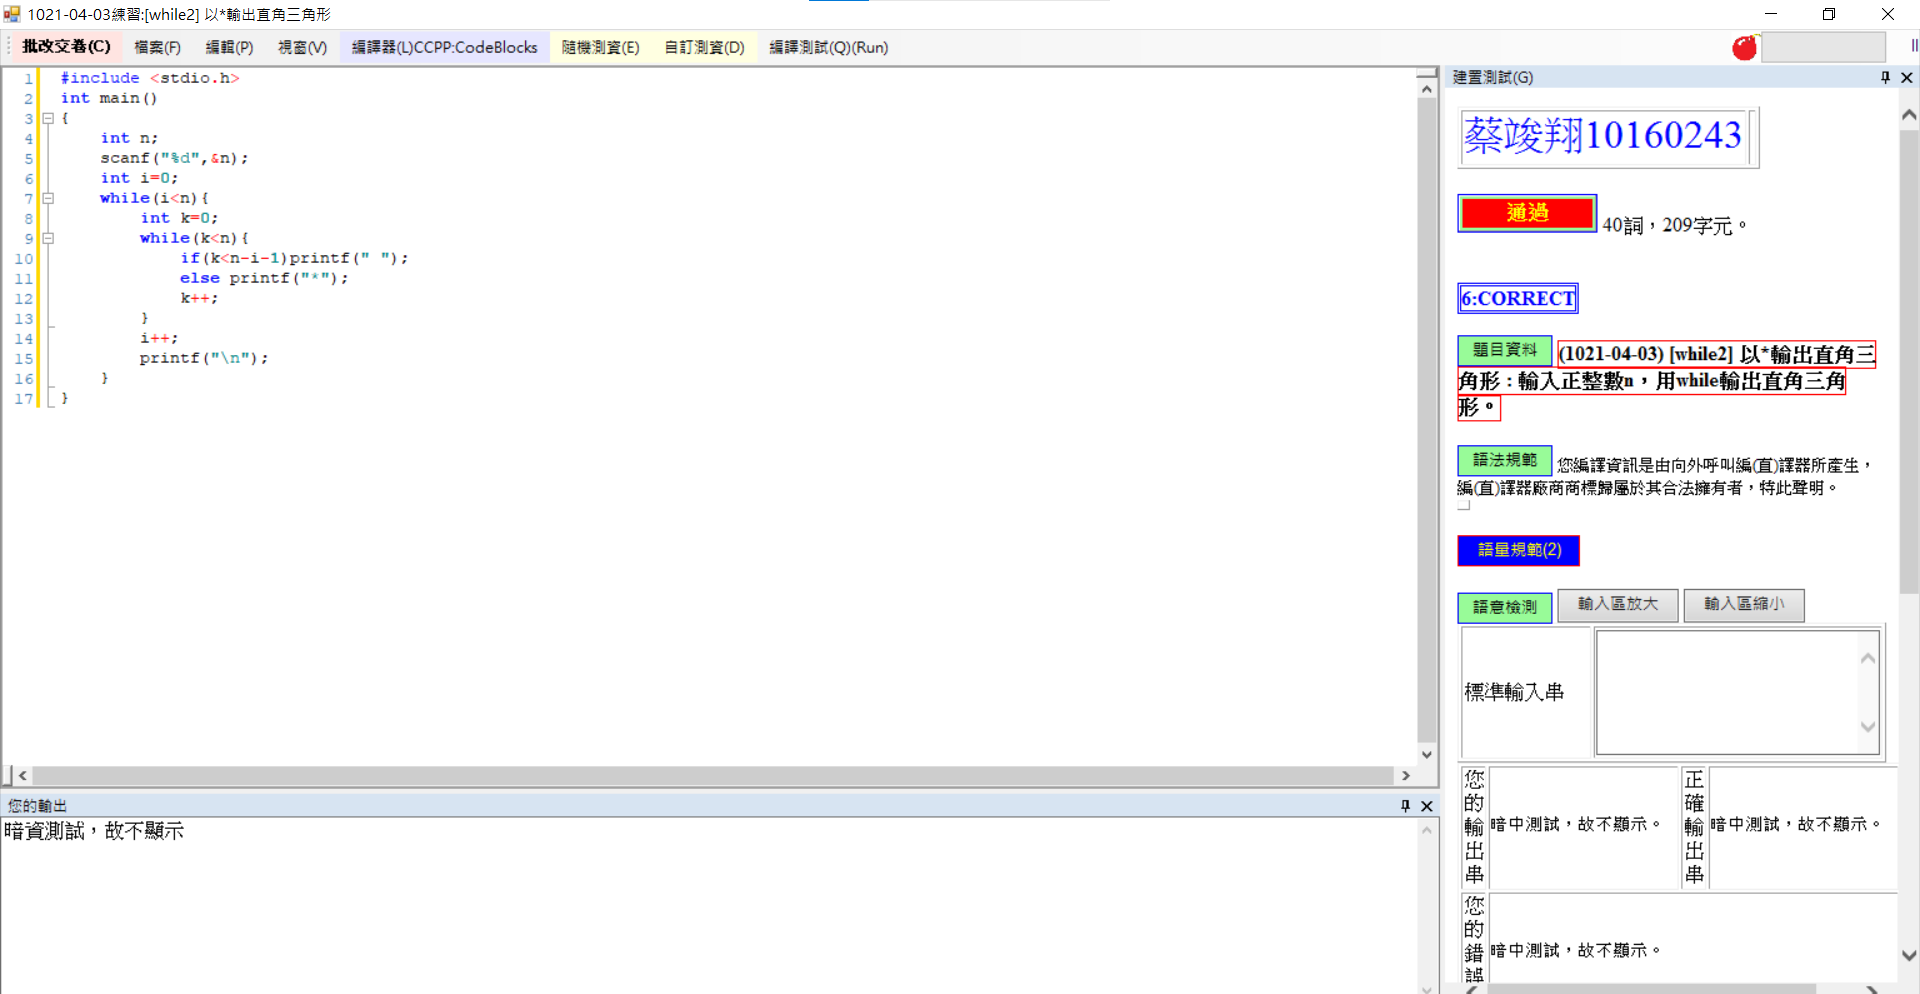 1021-04-03練習:[while2] 以*輸出直角三角形
批改交卷(C) 檔案(F) 編輯(P) 視窗(V) 編譯器(L)CCPP:CodeBlocks 隨機測資(E) 自訂測資(D) 編譯測試(Q)(Run)
1 #include <stdio.h>
2 int main()
3 {
4 int n;
5 scanf("%d",&n);
6 int i=0;
7 while(i<n){
8 int k=0;
9 while(k<n){
10 if(k<n-i-1)printf(" ");
11 else printf("*");
12 k++;
13 }
14 i++;
15 printf("\n");
16 }
17 }
您的輸出
暗資測試，故不顯示
建置測試(G)
蔡竣翔10160243
通過 40詞，209字元。
6:CORRECT
題目資料 (1021-04-03) [while2] 以*輸出直角三
角形：輸入正整數n，用while輸出直角三角
形。
語法規範 您編譯資訊是由向外呼叫編(直)譯器所產生，
編(直)譯器廠商商標歸屬於其合法擁有者，特此聲明。
語量規範(2)
語意檢測 輸入區放大 輸入區縮小
標準輸入串
您的輸出串 暗中測試，故不顯示。 正確輸出串 暗中測試，故不顯示。
您的錯誤 暗中測試，故不顯示。